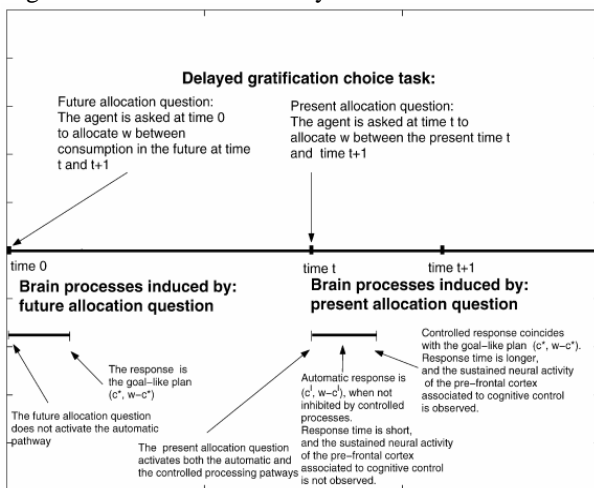 Delayed gratification choice task:
Future allocation question:
The agent is asked at time 0
to allocate w between
consumption in the future at time
t and t+1
Present allocation question:
The agent is asked at time t to
allocate w between the present time t
and time t+1
time 0
time t
time t+1
Brain processes induced by:
future allocation question
Brain processes induced by:
present allocation question
The response is
the goal-like plan
(c*, w-c*)
The future allocation question
does not activate the automatic
pathway
The present allocation question
activates both the automatic and
the controlled processing patways
Automatic response is
(cᴵ, w-cᴵ), when not
inhibited by controlled
processes.
Response time is short,
and the sustained neural activity
of the pre-frontal cortex
associated to cognitive control
is not observed.
Controlled response coincides
with the goal-like plan (c*, w-c*).
Response time is longer,
and the sustained neural activity
of the pre-frontal cortex
associated to cognitive control
is observed.